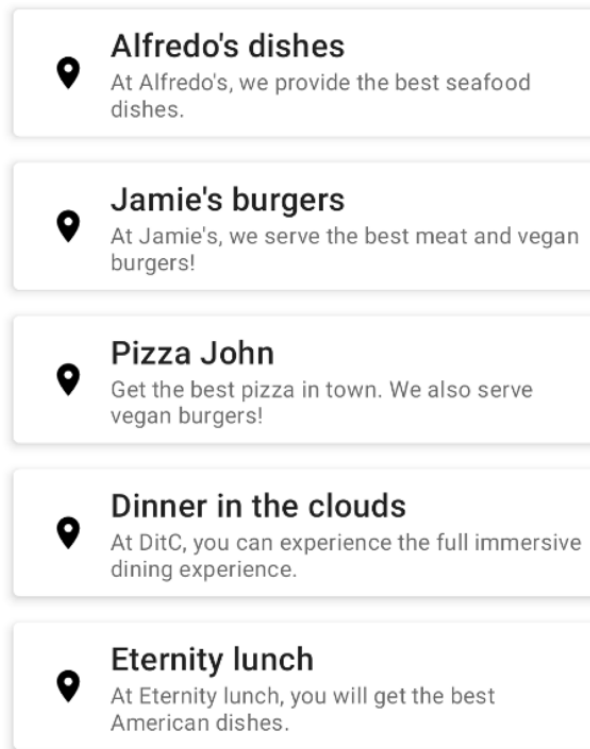 Alfredo's dishes
At Alfredo's, we provide the best seafood
dishes.
Jamie's burgers
At Jamie's, we serve the best meat and vegan
burgers!
Pizza John
Get the best pizza in town. We also serve
vegan burgers!
Dinner in the clouds
At DitC, you can experience the full immersive
dining experience.
Eternity lunch
At Eternity lunch, you will get the best
American dishes.